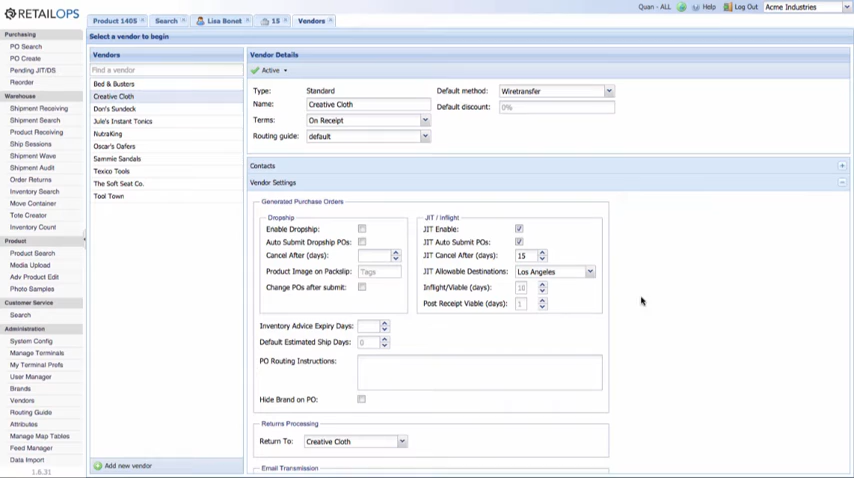 RETAILOPS
Product 1405
Search
Lisa Bonet
15
Vendors
Quan - ALL
Help
Log Out
Acme Industries
Select a vendor to begin
Purchasing
PO Search
PO Create
Pending JIT/DS
Reorder
Warehouse
Shipment Receiving
Shipment Search
Product Receiving
Ship Sessions
Shipment Wave
Shipment Audit
Order Returns
Inventory Search
Move Container
Tote Creator
Inventory Count
Product
Product Search
Media Upload
Adv Product Edit
Photo Samples
Customer Service
Search
Administration
System Config
Manage Terminals
My Terminal Prefs
User Manager
Brands
Vendors
Routing Guide
Attributes
Manage Map Tables
Feed Manager
Data Import
1.6.31
Vendors
Find a vendor
Bed & Busters
Creative Cloth
Don's Sundeck
Jule's Instant Tonics
NutraKing
Oscar's Oafers
Sammie Sandals
Texico Tools
The Soft Seat Co.
Tool Town
Add new vendor
Vendor Details
Active
Type: Standard
Name: Creative Cloth
Terms: On Receipt
Routing guide: default
Default method: Wiretransfer
Default discount: 0%
Contacts
Vendor Settings
Generated Purchase Orders
Dropship
Enable Dropship:
Auto Submit Dropship POs:
Cancel After (days):
Product Image on Packslip: Tags
Change POs after submit:
JIT / Inflight
JIT Enable:
JIT Auto Submit POs:
JIT Cancel After (days): 15
JIT Allowable Destinations: Los Angeles
Inflight/Viable (days): 10
Post Receipt Viable (days): 1
Inventory Advice Expiry Days:
Default Estimated Ship Days: 0
PO Routing Instructions:
Hide Brand on PO:
Returns Processing
Return To: Creative Cloth
Email Transmission